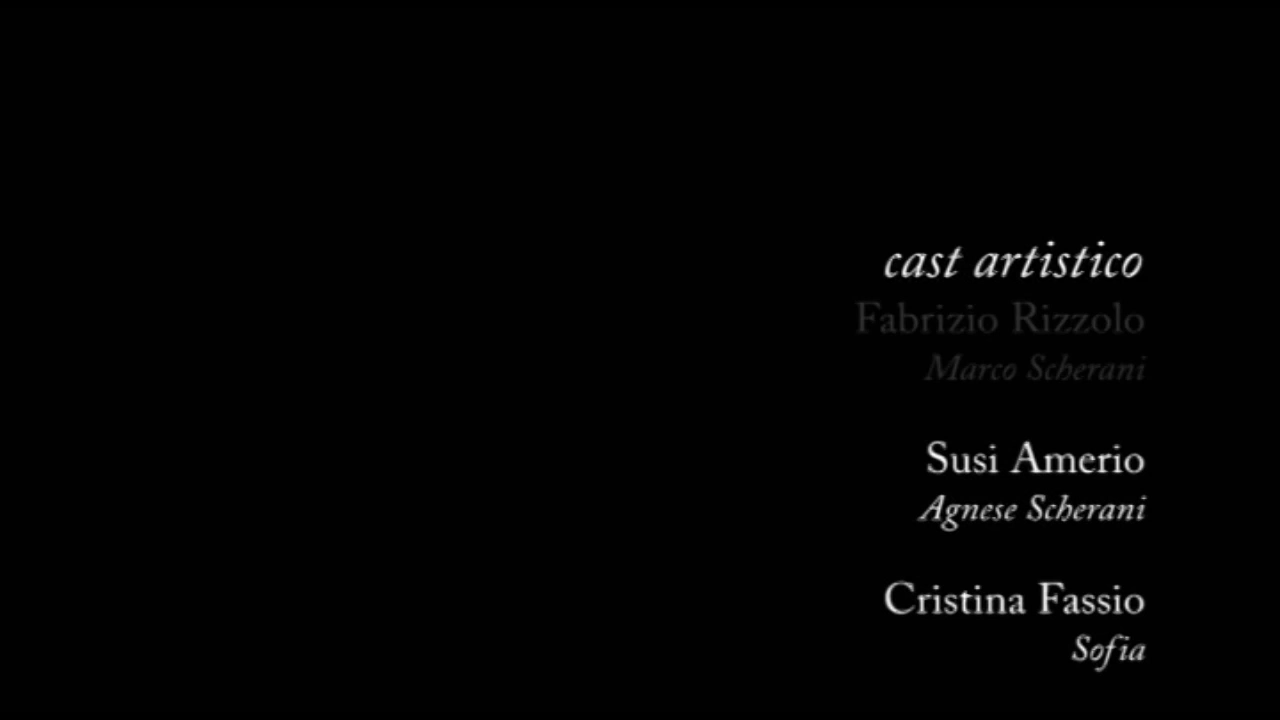 cast artistico
Fabrizio Rizzolo
Marco Scherani
Susi Amerio
Agnese Scherani
Cristina Fassio
Sofia